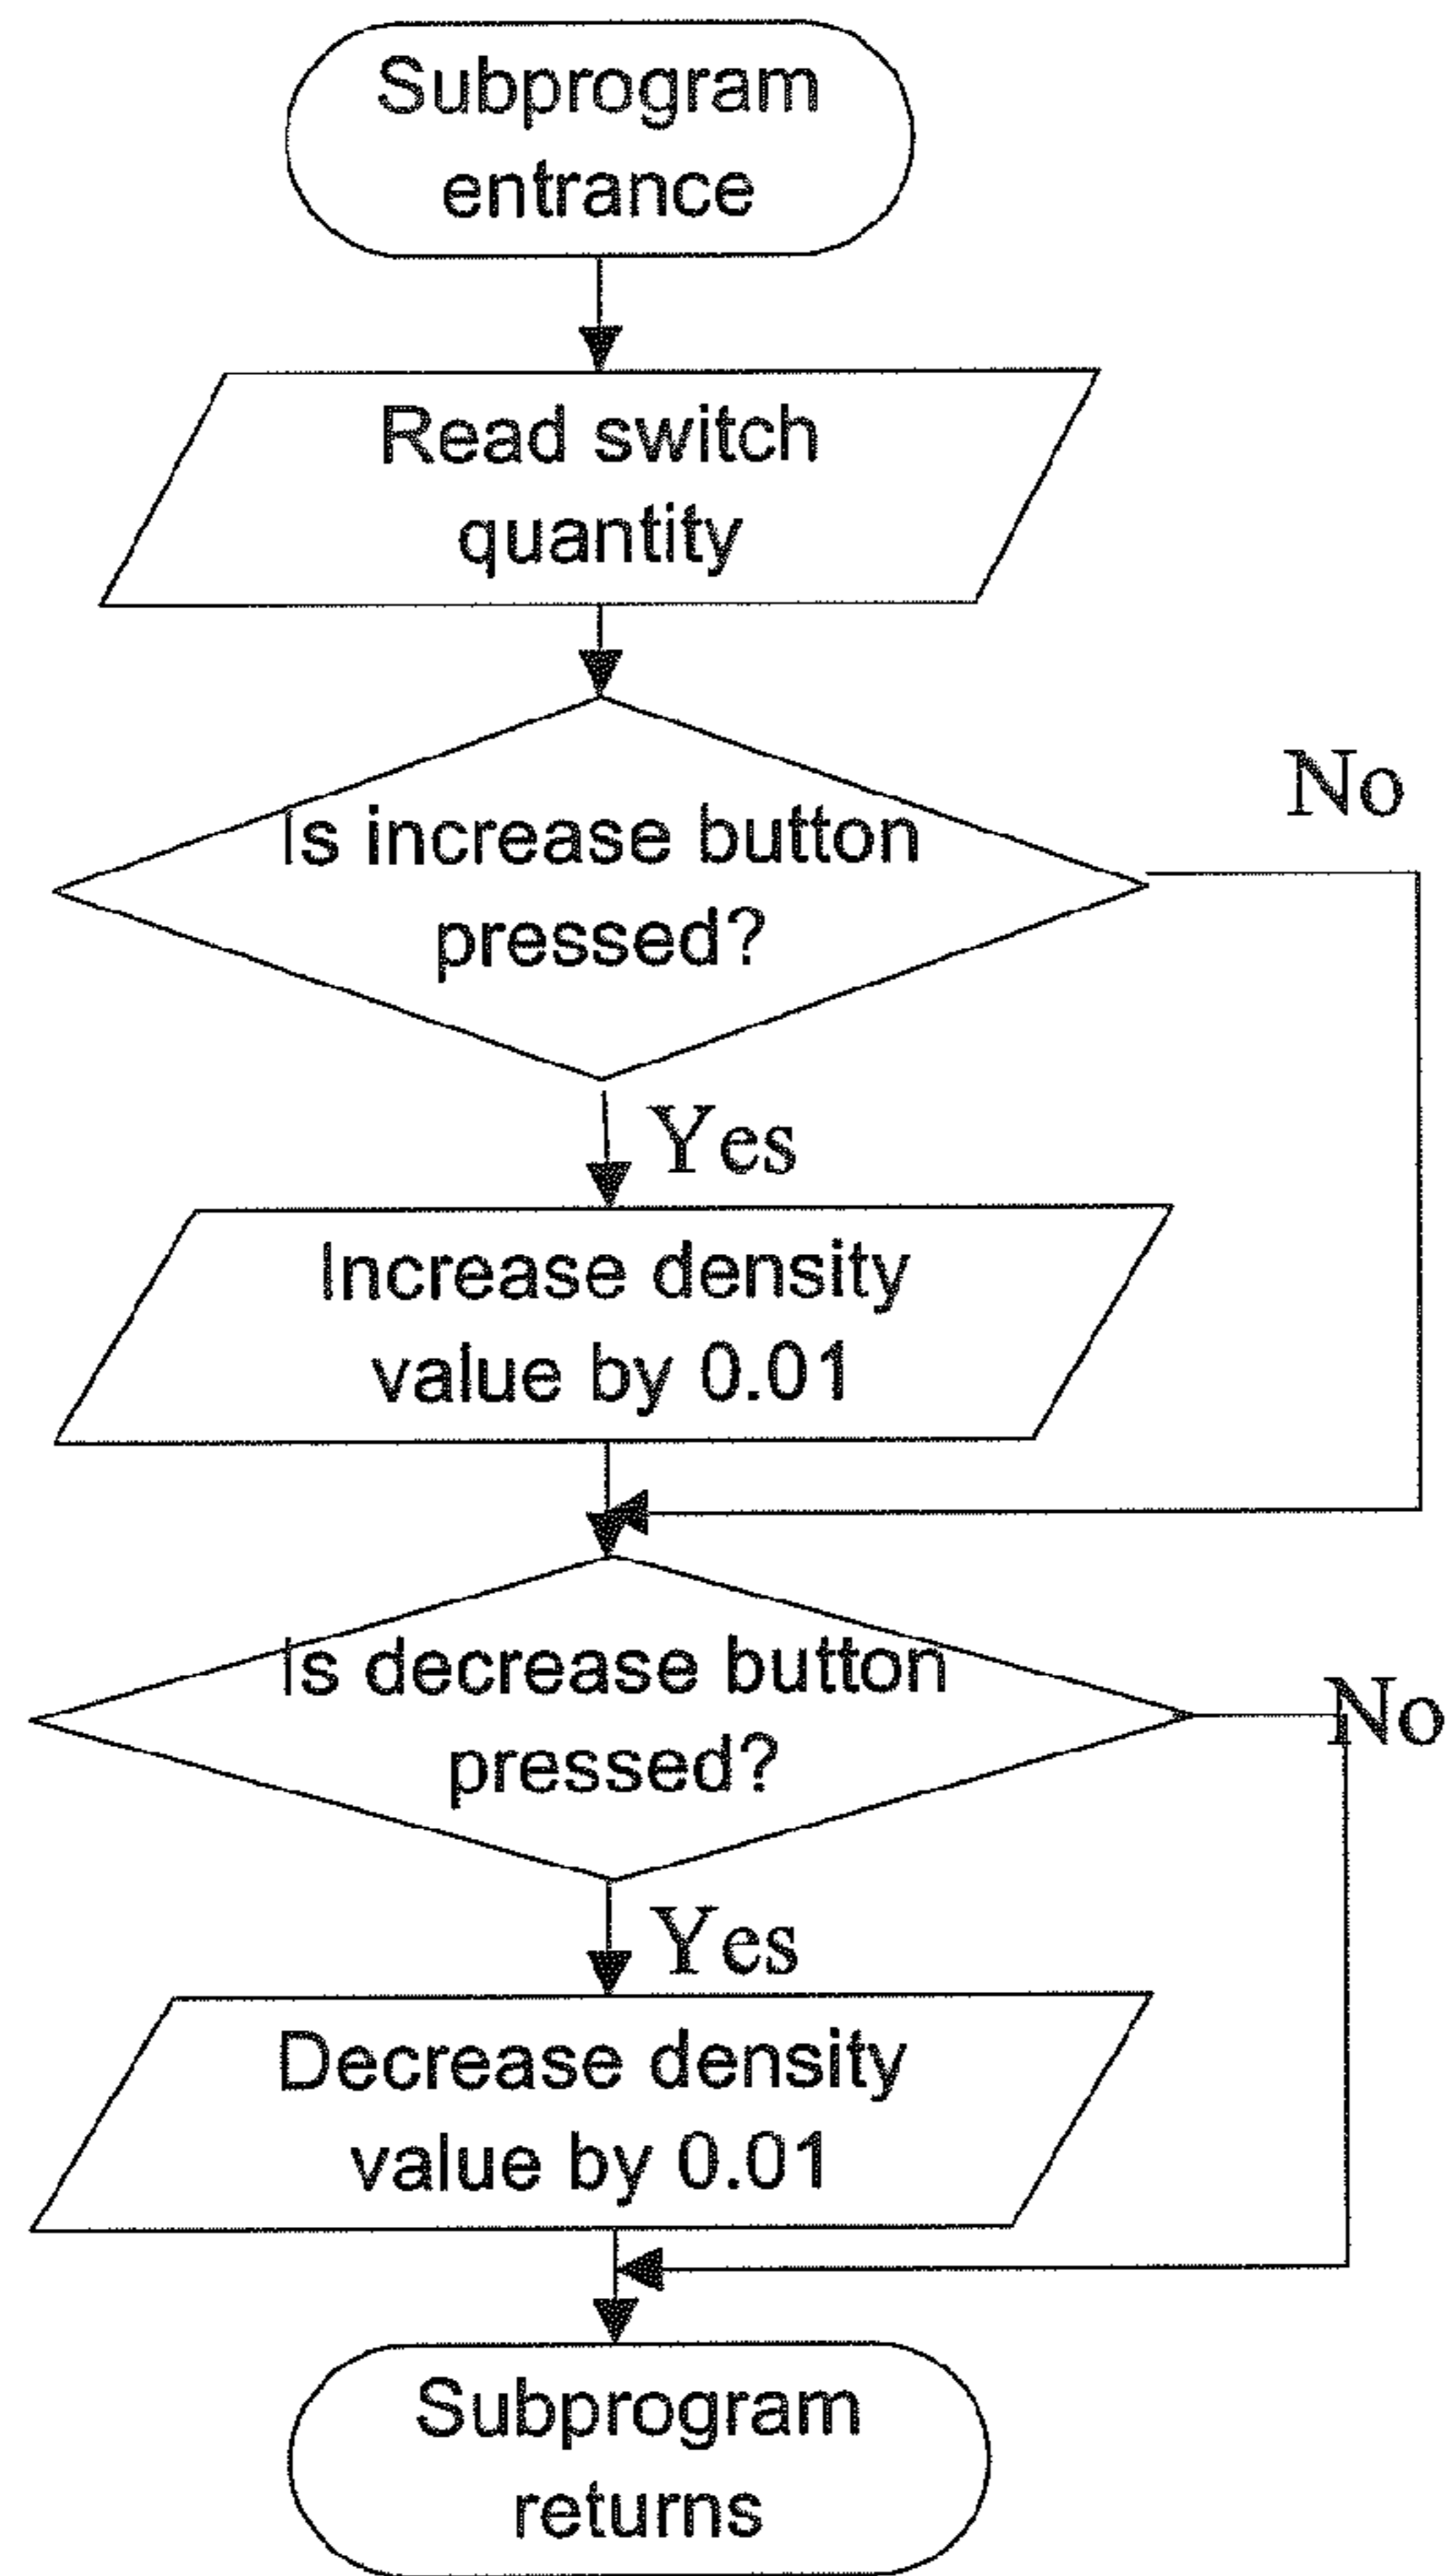 Subprogram
entrance
Read switch
quantity
No
Is increase button
pressed?
Yes
Increase density
value by 0.01
Is decrease button
No
pressed?
Yes
Decrease density
value by 0.01
Subprogram
returns